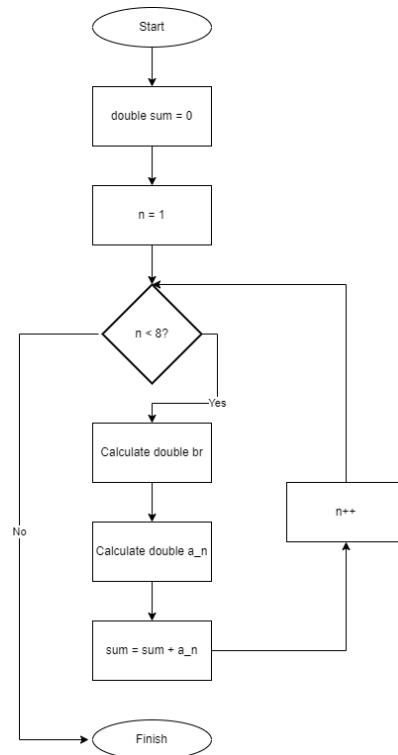 Start
double sum = 0
n = 1
n < 8?
Yes
Calculate double br
n++
No
Calculate double a_n
sum = sum + a_n
Finish